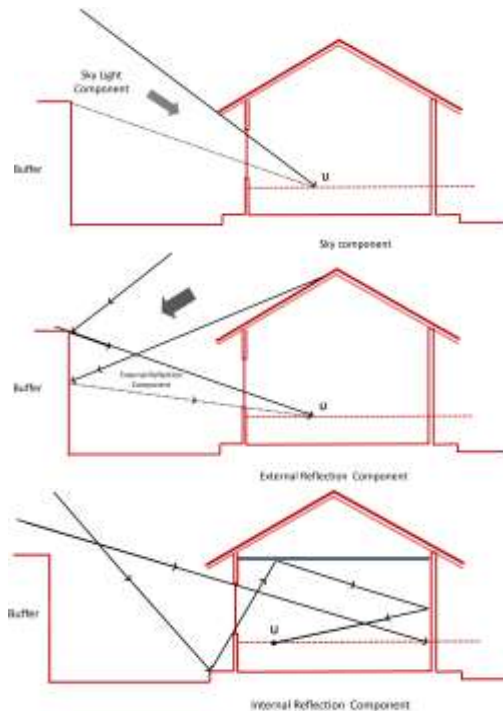 Sky Light
Component
Buffer
U
Sky component
External Reflection
Component
Buffer
U
External Reflection Component
Buffer
U
Internal Reflection Component